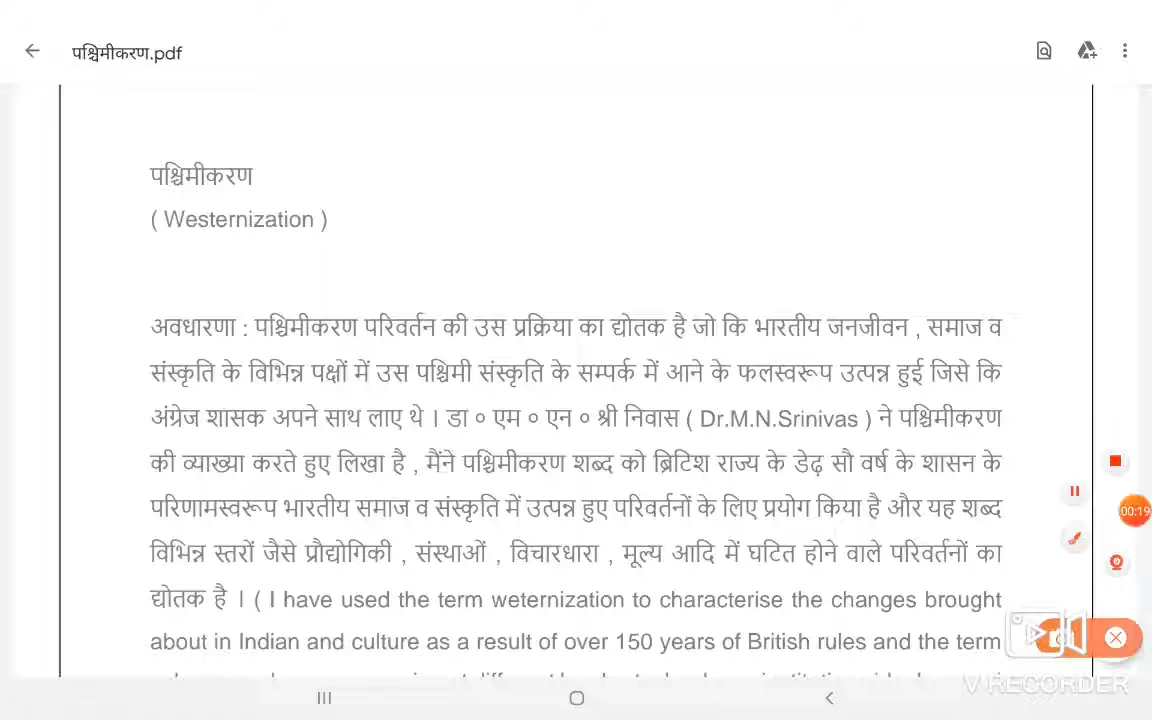 पश्चिमीकरण.pdf
पश्चिमीकरण
( Westernization )
अवधारणा : पश्चिमीकरण परिवर्तन की उस प्रक्रिया का द्योतक है जो कि भारतीय जनजीवन , समाज व
संस्कृति के विभिन्न पक्षों में उस पश्चिमी संस्कृति के सम्पर्क में आने के फलस्वरूप उत्पन्न हुई जिसे कि
अंग्रेज शासक अपने साथ लाए थे । डा ० एम ० एन ० श्री निवास ( Dr.M.N.Srinivas ) ने पश्चिमीकरण
की व्याख्या करते हुए लिखा है , मैंने पश्चिमीकरण शब्द को ब्रिटिश राज्य के डेढ़ सौ वर्ष के शासन के
परिणामस्वरूप भारतीय समाज व संस्कृति में उत्पन्न हुए परिवर्तनों के लिए प्रयोग किया है और यह शब्द
विभिन्न स्तरों जैसे प्रौद्योगिकी , संस्थाओं , विचारधारा , मूल्य आदि में घटित होने वाले परिवर्तनों का
द्योतक है । ( I have used the term weternization to characterise the changes brought
about in Indian and culture as a result of over 150 years of British rules and the term
00:19
V RECORDER